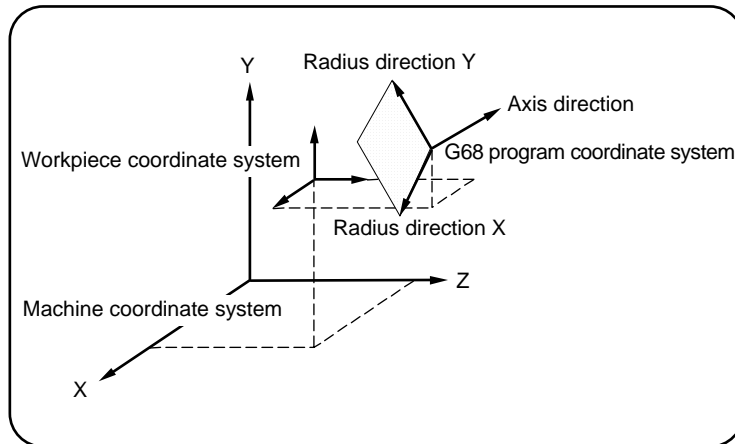 Radius direction Y
Y
Axis direction
Workpiece coordinate system
G68 program coordinate system
Radius direction X
Z
Machine coordinate system
X